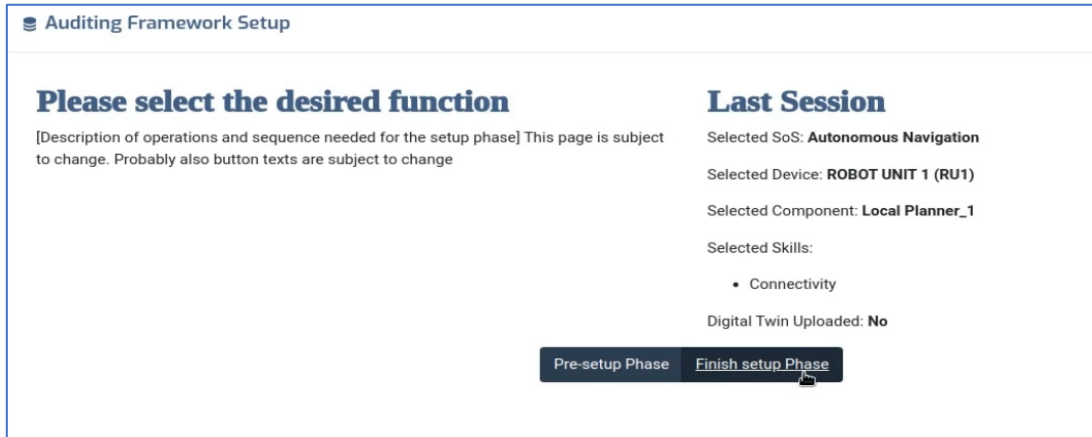 Auditing Framework Setup
Please select the desired function
[Description of operations and sequence needed for the setup phase] This page is subject
to change. Probably also button texts are subject to change
Last Session
Selected SoS: Autonomous Navigation
Selected Device: ROBOT UNIT 1 (RU1)
Selected Component: Local Planner_1
Selected Skills:
• Connectivity
Digital Twin Uploaded: No
Pre-setup Phase
Finish setup Phase